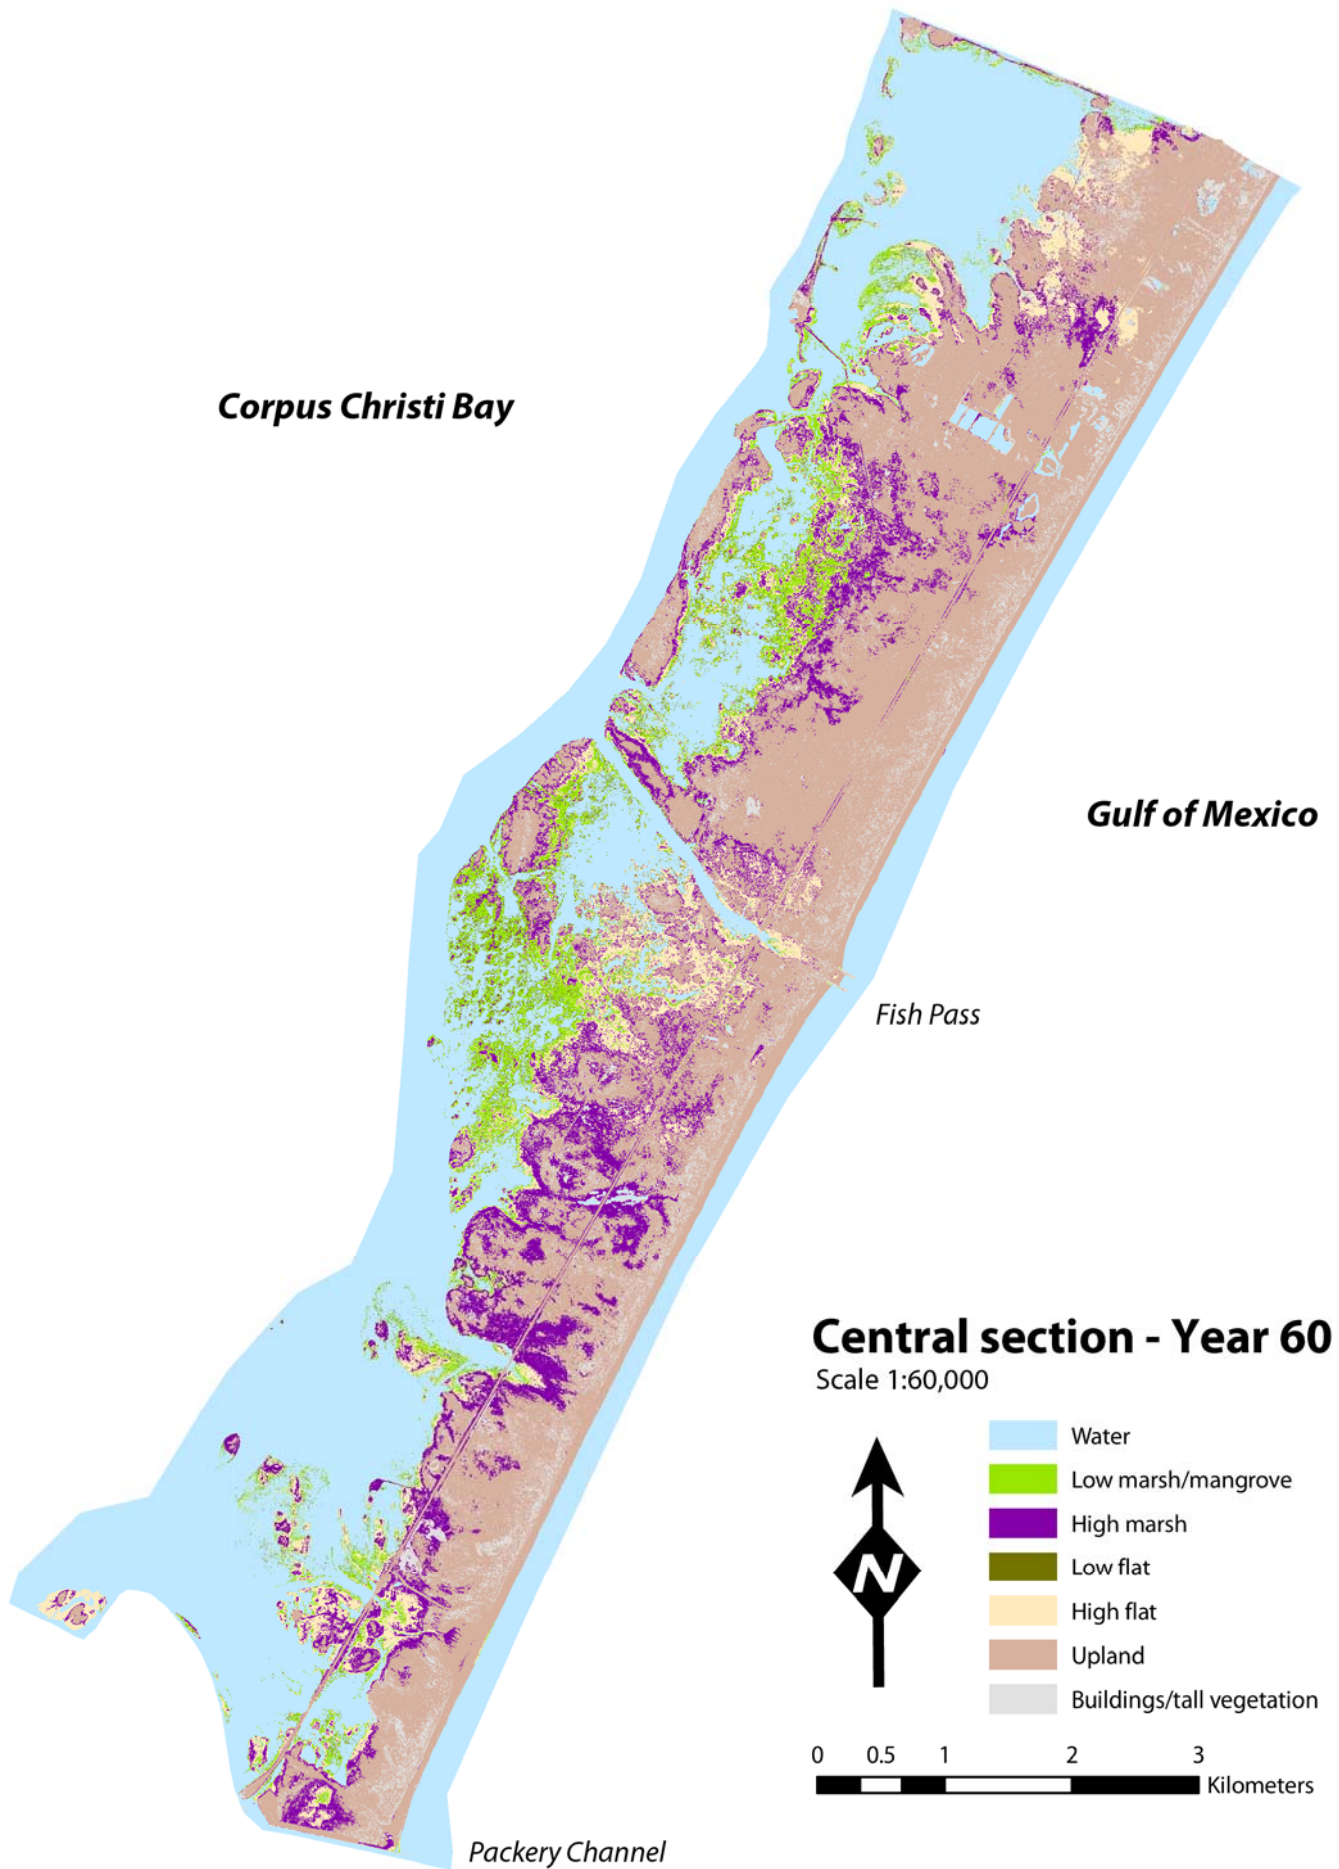 Corpus Christi Bay
Gulf of Mexico
Fish Pass
Central section - Year 60
Scale 1:60,000
N
Water
Low marsh/mangrove
High marsh
Low flat
High flat
Upland
Buildings/tall vegetation
0 0.5 1 2 3
Kilometers
Packery Channel